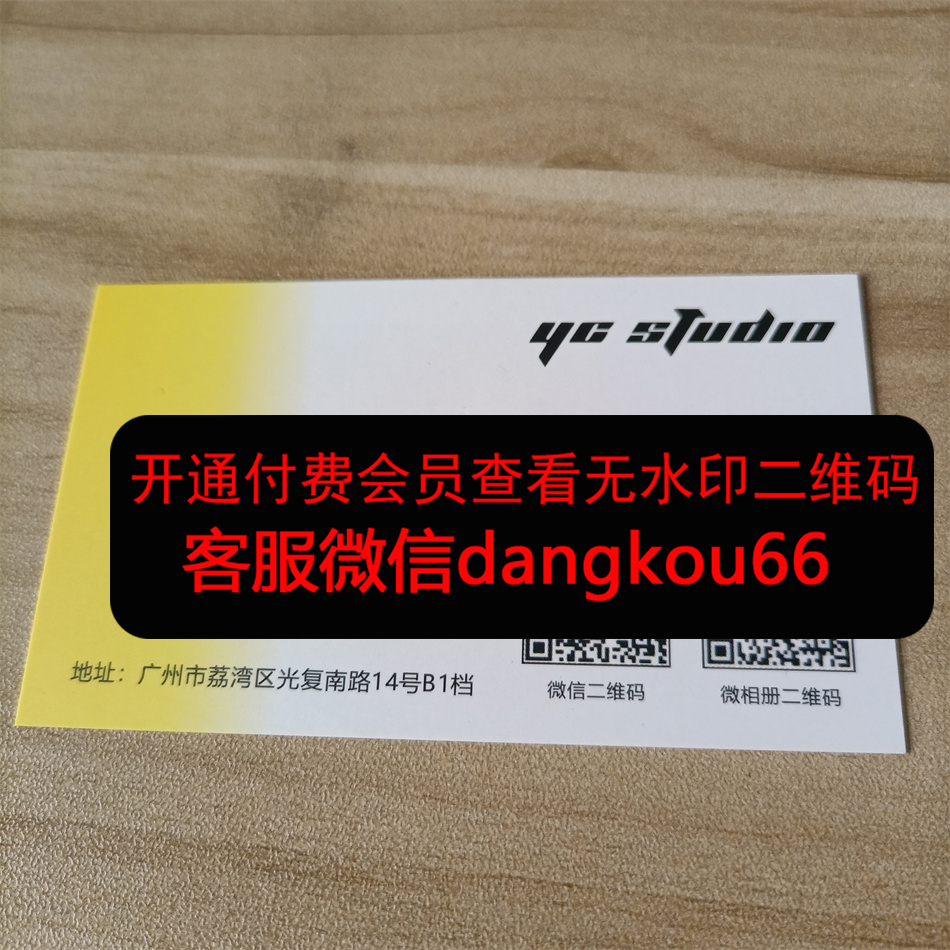 yc studio
开通付费会员查看无水印二维码
客服微信dangkou66
地址：广州市荔湾区光复南路14号B1档
微信二维码
微相册二维码